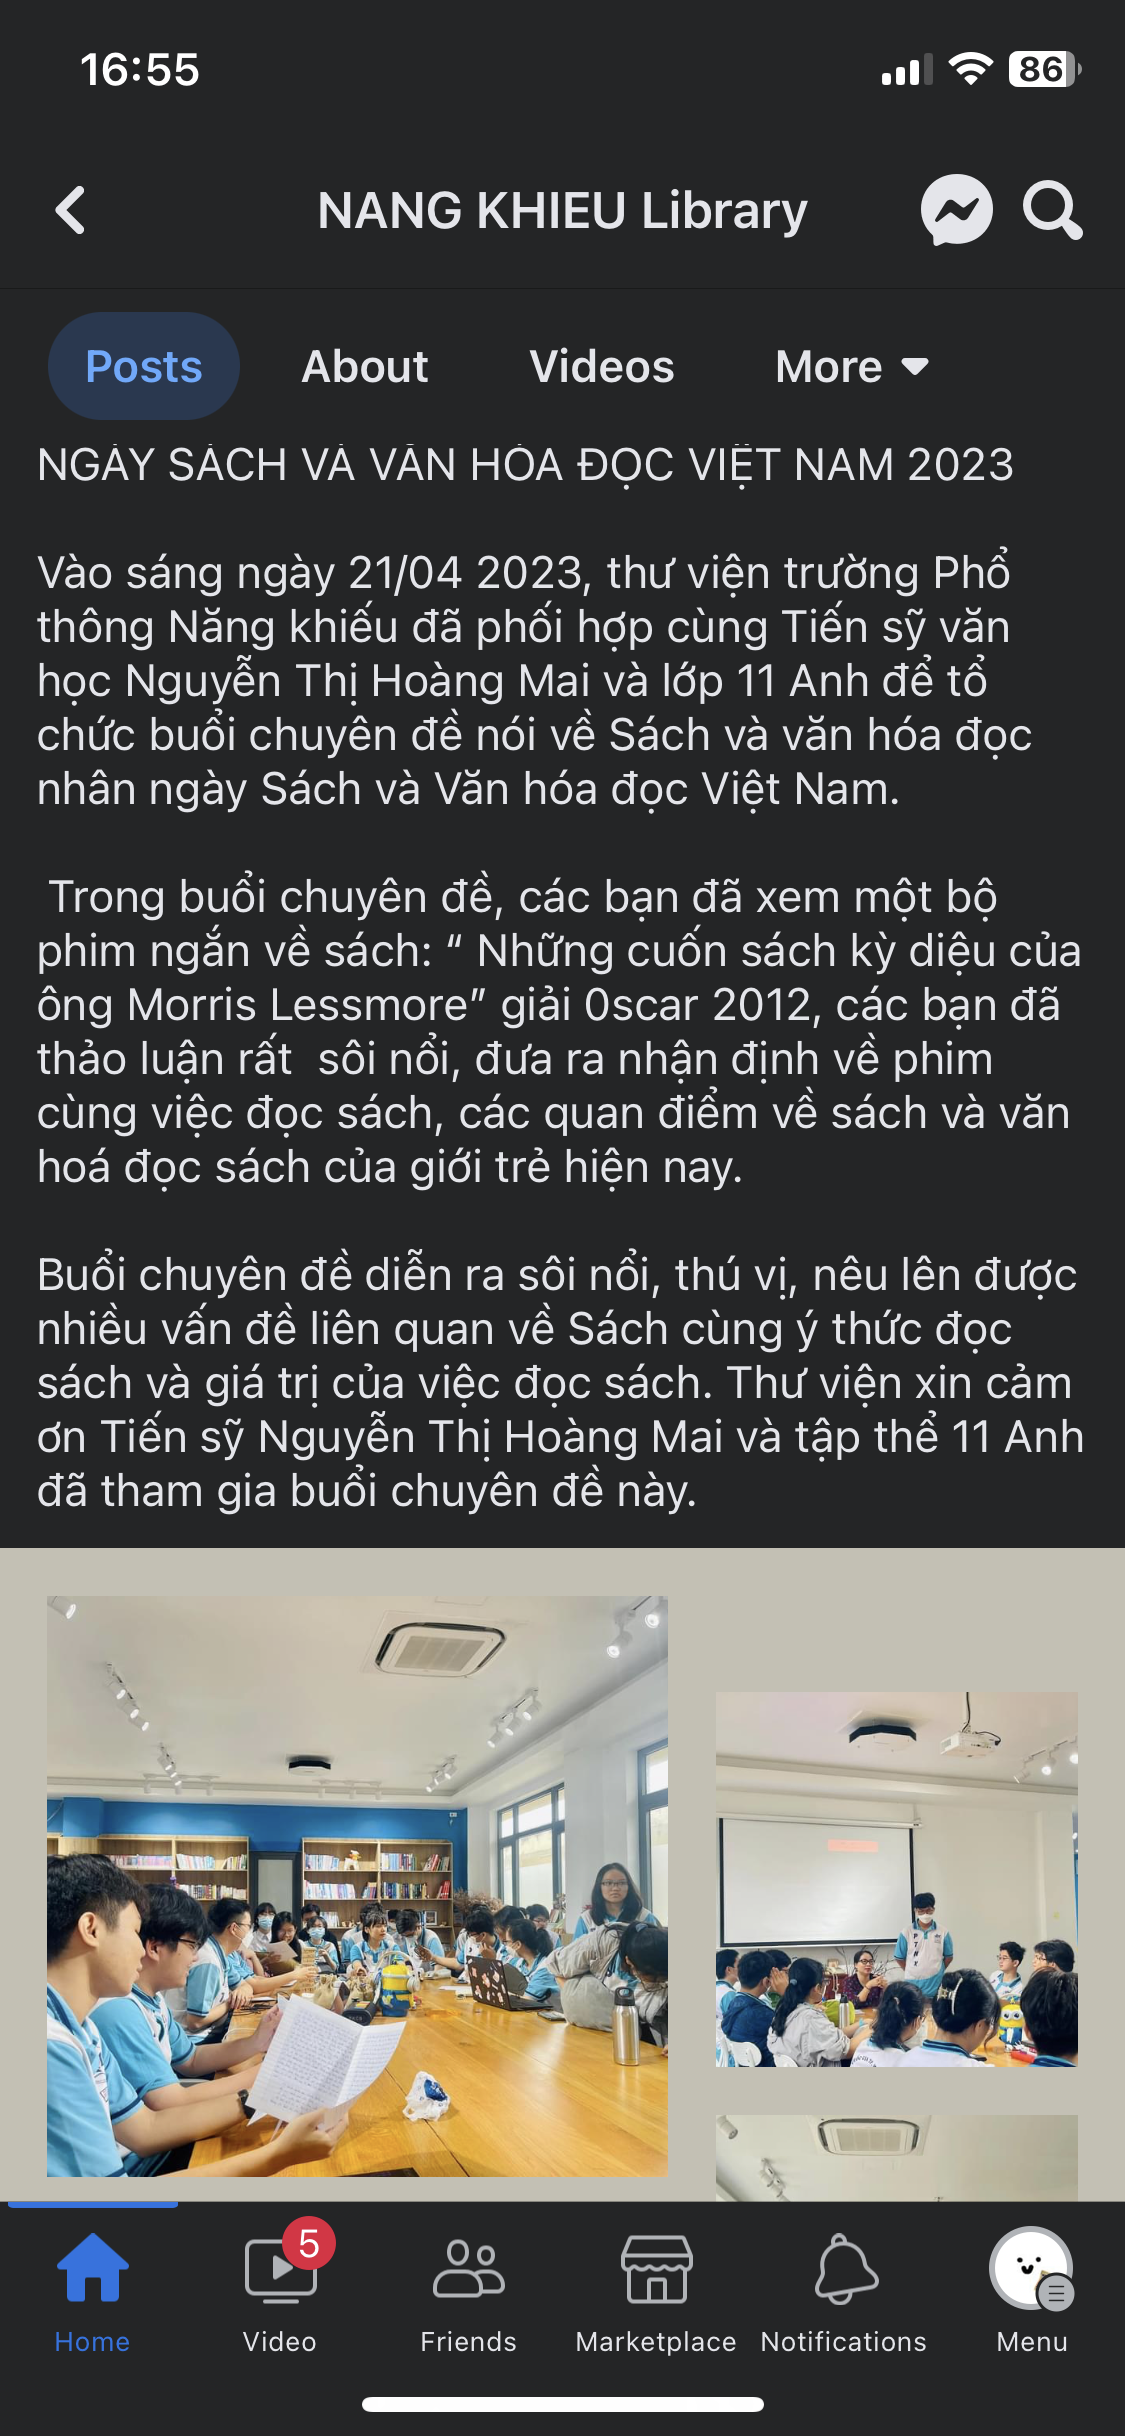 16:55
86
NANG KHIEU Library
Posts About Videos More
NGÀY SÁCH VÀ VĂN HÓA ĐỌC VIỆT NAM 2023
Vào sáng ngày 21/04 2023, thư viện trường Phổ
thông Năng khiếu đã phối hợp cùng Tiến sỹ văn
học Nguyễn Thị Hoàng Mai và lớp 11 Anh để tổ
chức buổi chuyên đề nói về Sách và văn hóa đọc
nhân ngày Sách và Văn hóa đọc Việt Nam.
Trong buổi chuyên đề, các bạn đã xem một bộ
phim ngắn về sách: “ Những cuốn sách kỳ diệu của
ông Morris Lessmore” giải 0scar 2012, các bạn đã
thảo luận rất  sôi nổi, đưa ra nhận định về phim
cùng việc đọc sách, các quan điểm về sách và văn
hoá đọc sách của giới trẻ hiện nay.
Buổi chuyên đề diễn ra sôi nổi, thú vị, nêu lên được
nhiều vấn đề liên quan về Sách cùng ý thức đọc
sách và giá trị của việc đọc sách. Thư viện xin cảm
ơn Tiến sỹ Nguyễn Thị Hoàng Mai và tập thể 11 Anh
đã tham gia buổi chuyên đề này.
5
Home Video Friends Marketplace Notifications Menu